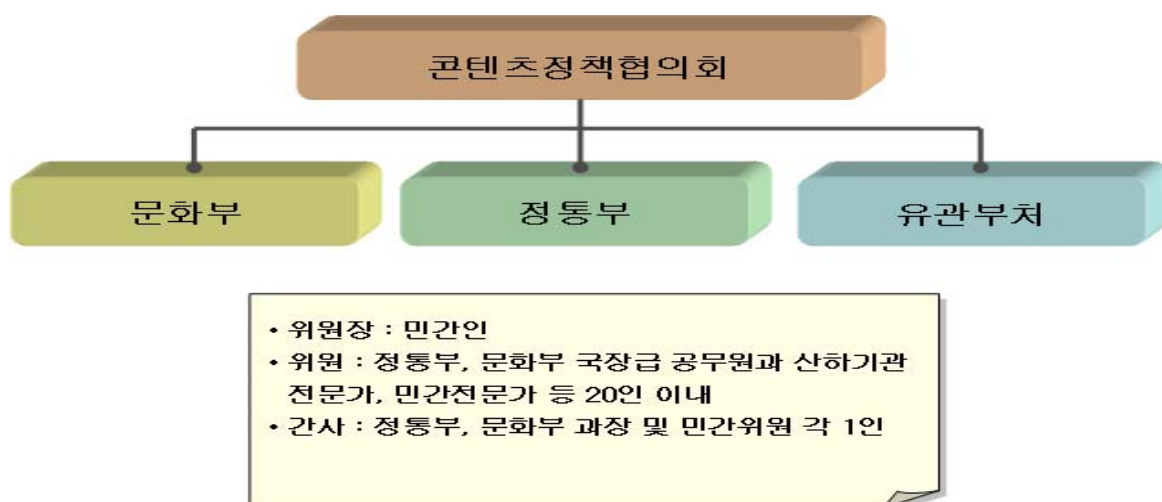 콘텐츠정책협의회
문화부
정통부
유관부처
• 위원장 : 민간인
• 위원 : 정통부, 문화부 국장급 공무원과 산하기관
전문가, 민간전문가 등 20인 이내
• 간사 : 정통부, 문화부 과장 및 민간위원 각 1인